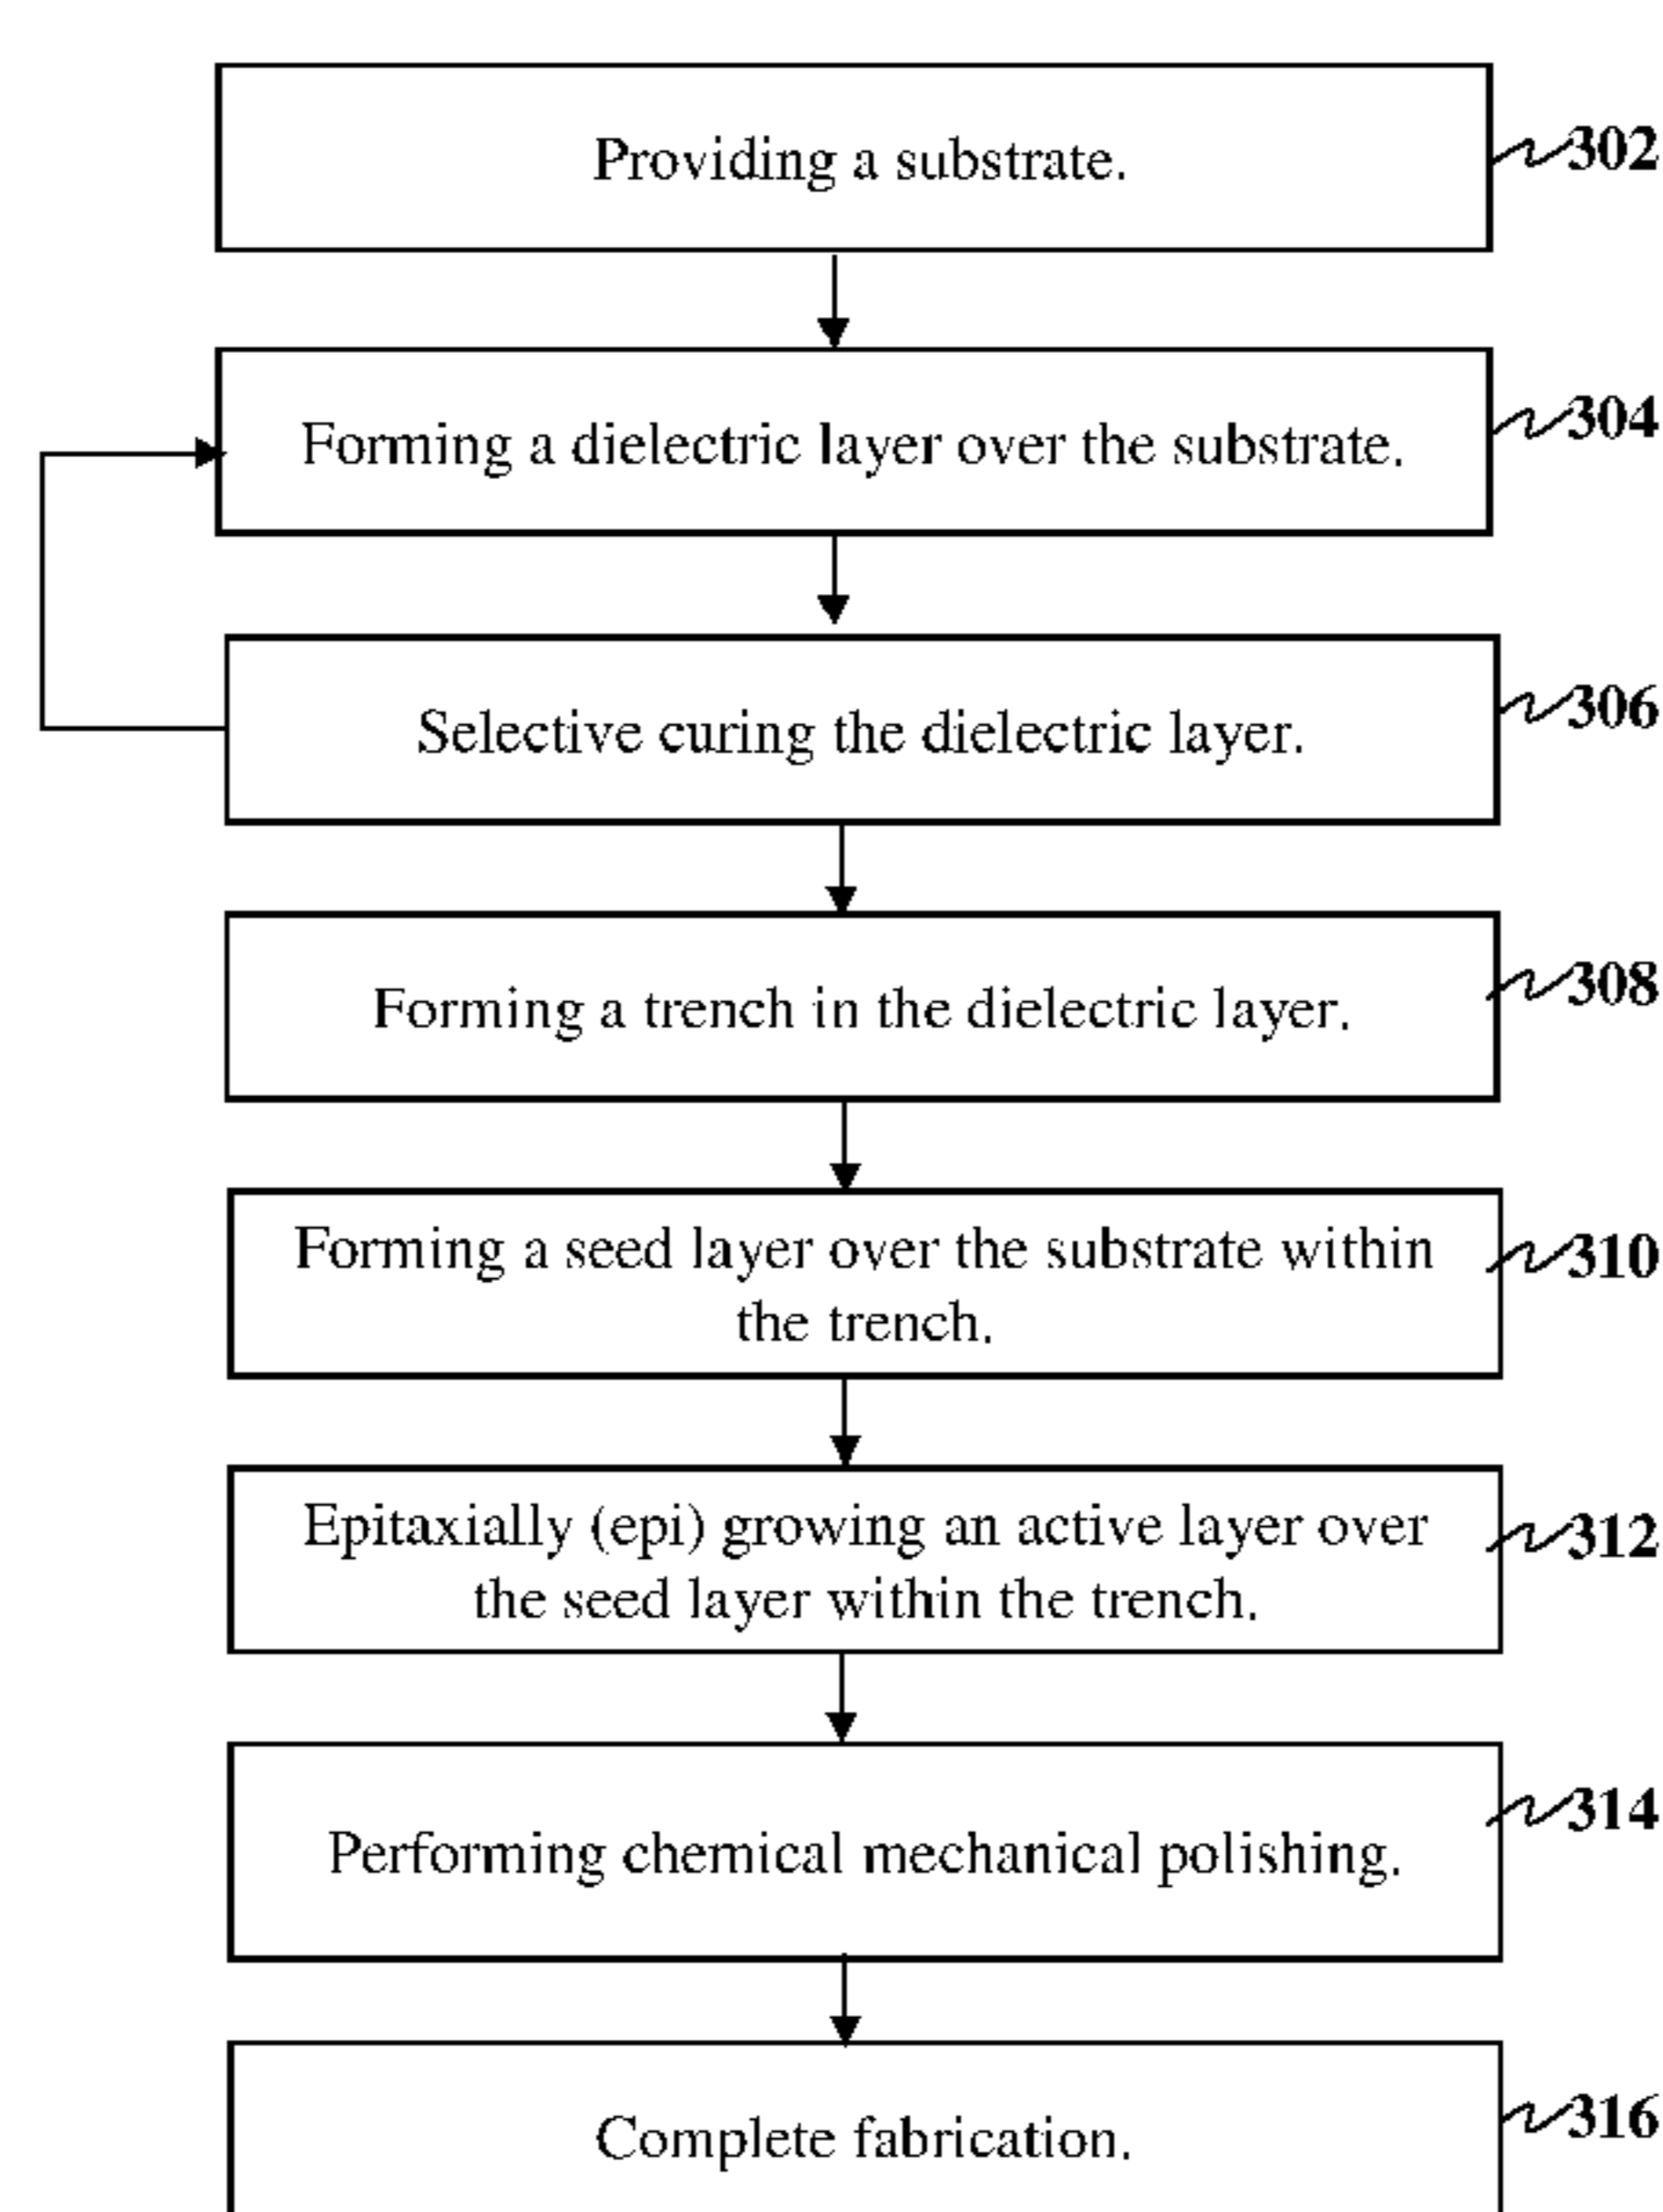 Providing a substrate.
302
Forming a dielectric layer over the substrate.
304
Selective curing the dielectric layer.
306
Forming a trench in the dielectric layer.
308
Forming a seed layer over the substrate within
the trench.
310
Epitaxially (epi) growing an active layer over
the seed layer within the trench.
312
Performing chemical mechanical polishing.
314
Complete fabrication.
316